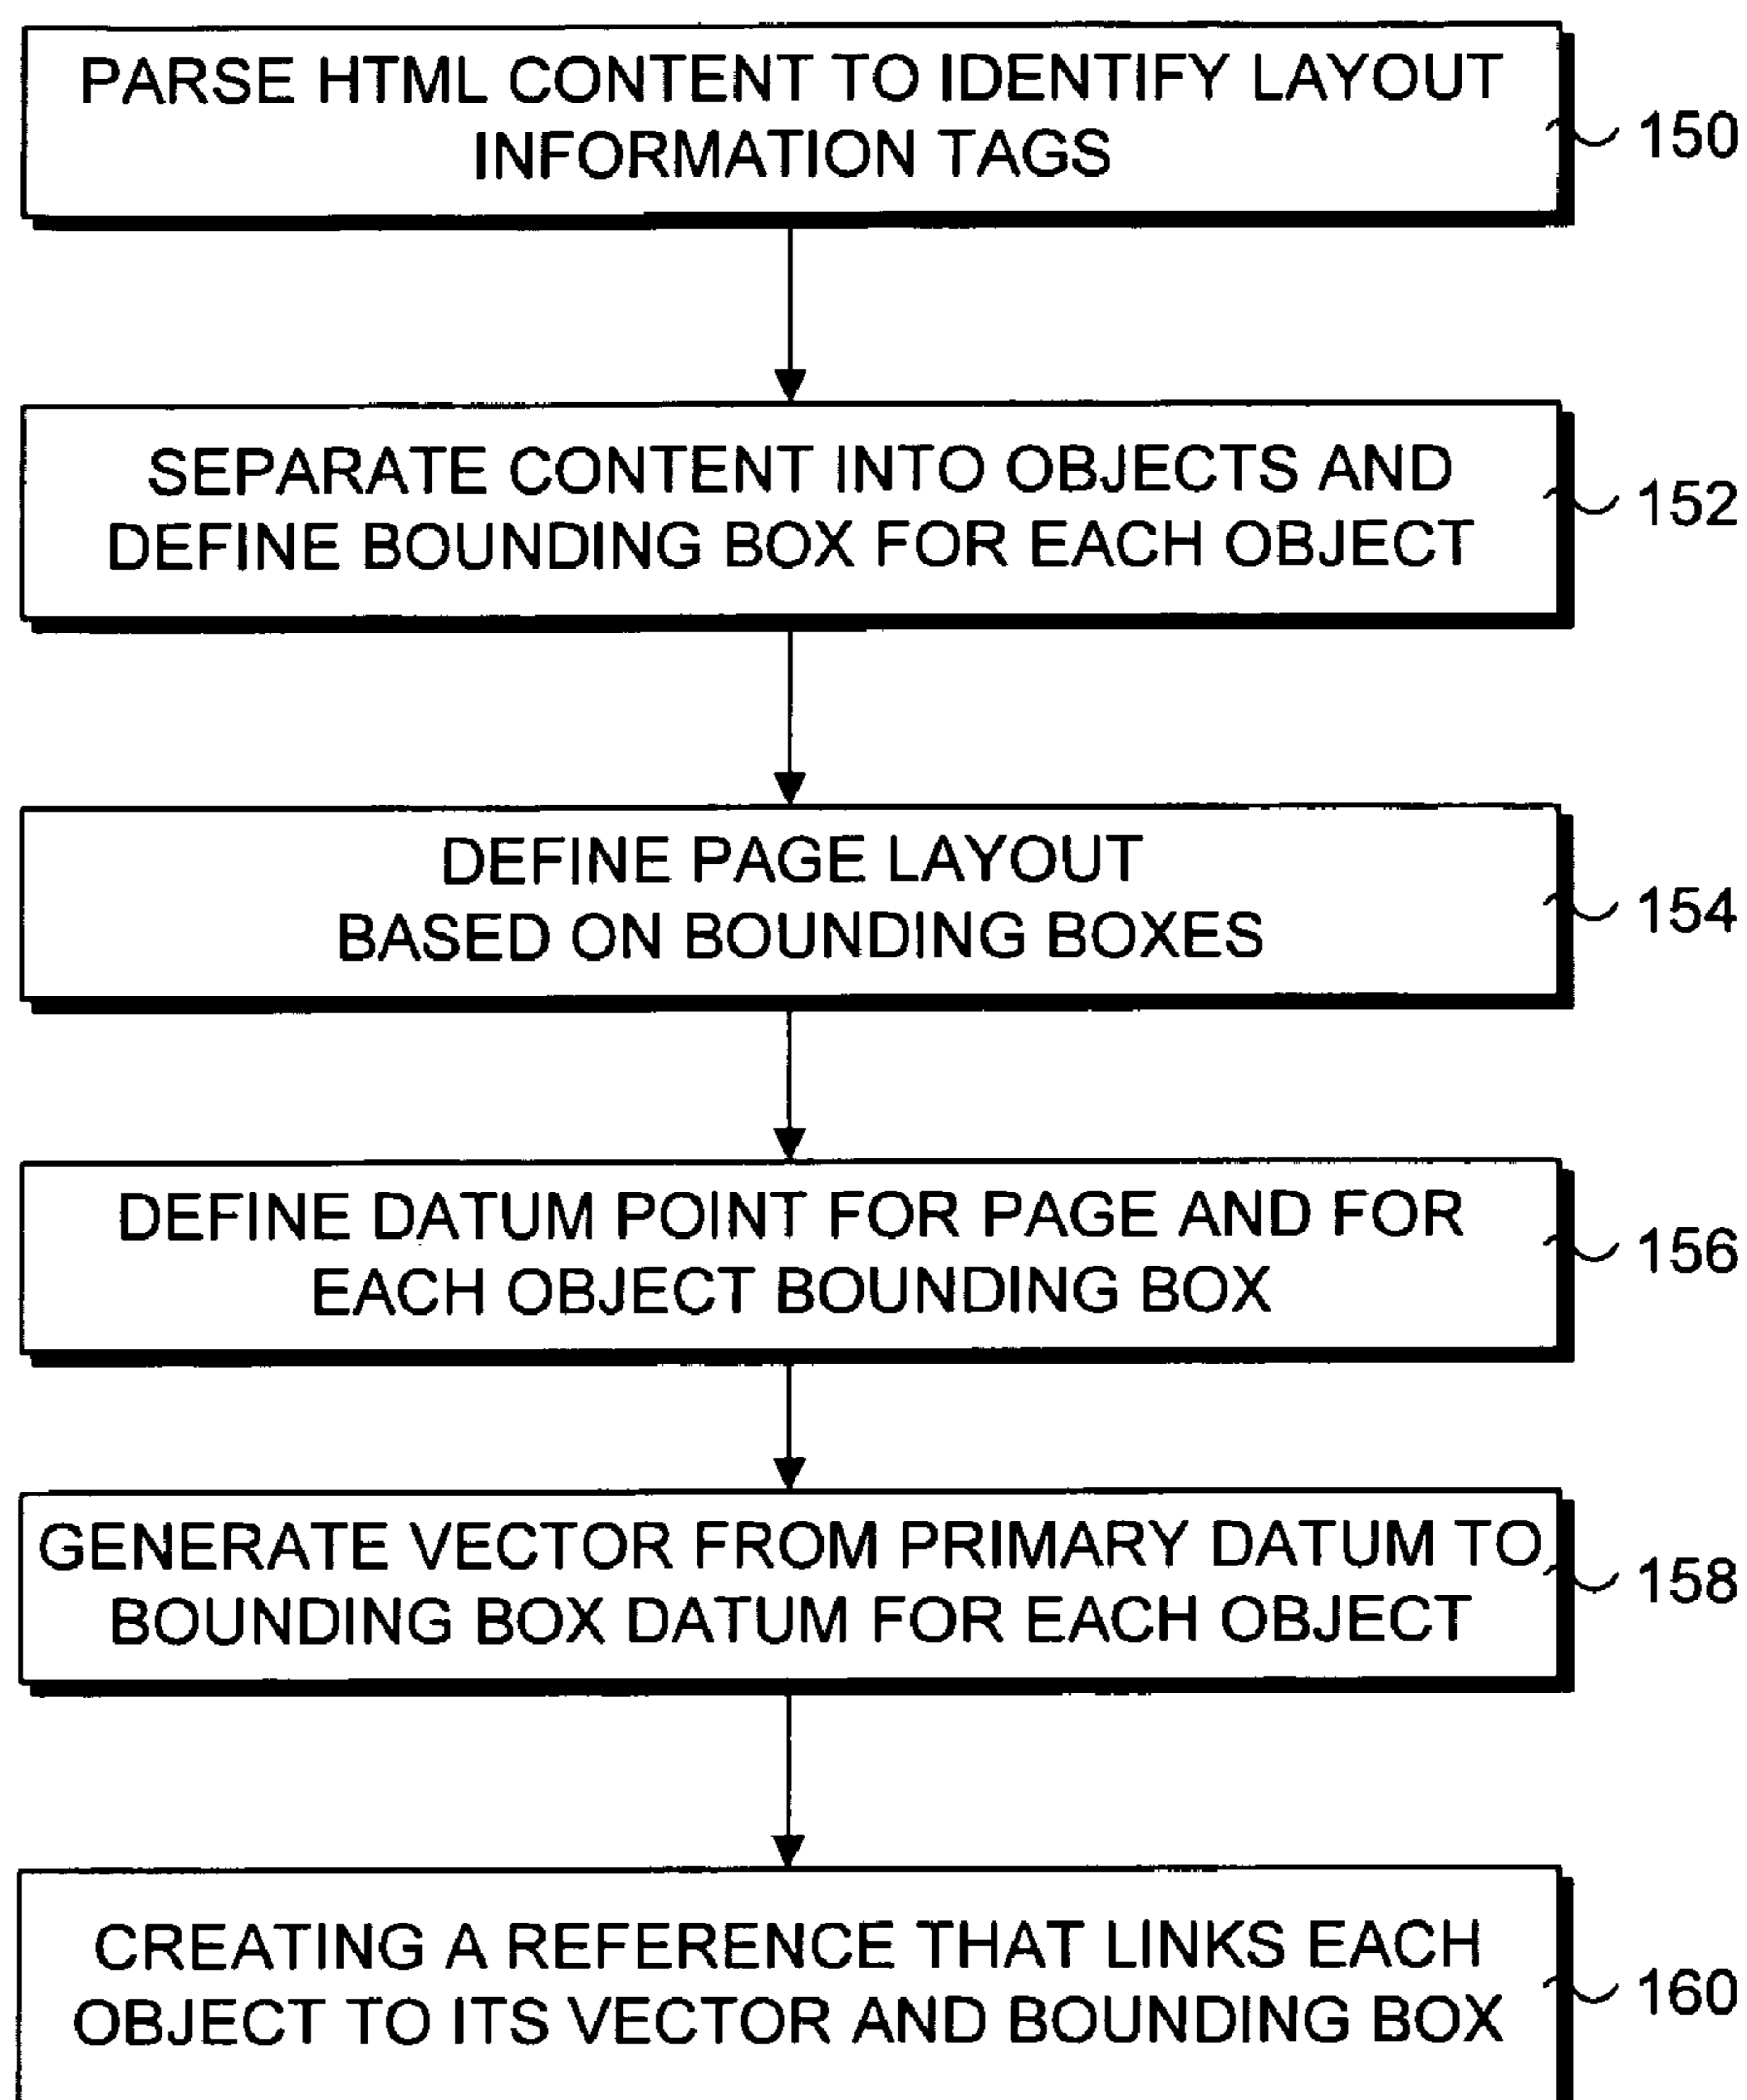 PARSE HTML CONTENT TO IDENTIFY LAYOUT
INFORMATION TAGS
150
SEPARATE CONTENT INTO OBJECTS AND
DEFINE BOUNDING BOX FOR EACH OBJECT
152
DEFINE PAGE LAYOUT
BASED ON BOUNDING BOXES
154
DEFINE DATUM POINT FOR PAGE AND FOR
EACH OBJECT BOUNDING BOX
156
GENERATE VECTOR FROM PRIMARY DATUM TO
BOUNDING BOX DATUM FOR EACH OBJECT
158
CREATING A REFERENCE THAT LINKS EACH
OBJECT TO ITS VECTOR AND BOUNDING BOX
160